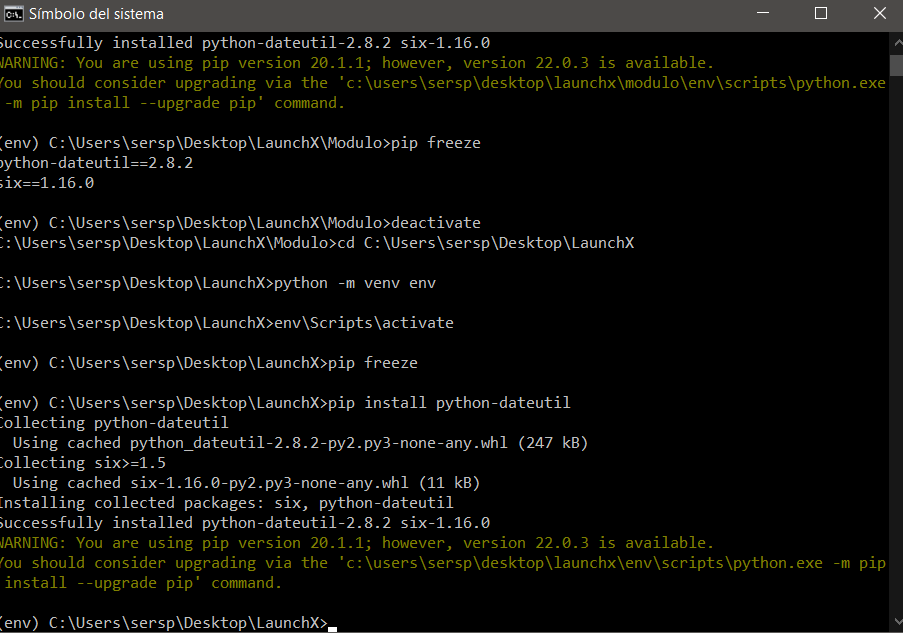 Símbolo del sistema
Successfully installed python-dateutil-2.8.2 six-1.16.0
WARNING: You are using pip version 20.1.1; however, version 22.0.3 is available.
You should consider upgrading via the 'c:\users\sersp\desktop\launchx\modulo\env\scripts\python.exe
-m pip install --upgrade pip' command.
(env) C:\Users\sersp\Desktop\LaunchX\Modulo>pip freeze
python-dateutil==2.8.2
six==1.16.0
(env) C:\Users\sersp\Desktop\LaunchX\Modulo>deactivate
C:\Users\sersp\Desktop\LaunchX\Modulo>cd C:\Users\sersp\Desktop\LaunchX
C:\Users\sersp\Desktop\LaunchX>python -m venv env
C:\Users\sersp\Desktop\LaunchX>env\Scripts\activate
(env) C:\Users\sersp\Desktop\LaunchX>pip freeze
(env) C:\Users\sersp\Desktop\LaunchX>pip install python-dateutil
Collecting python-dateutil
  Using cached python_dateutil-2.8.2-py2.py3-none-any.whl (247 kB)
Collecting six>=1.5
  Using cached six-1.16.0-py2.py3-none-any.whl (11 kB)
Installing collected packages: six, python-dateutil
Successfully installed python-dateutil-2.8.2 six-1.16.0
WARNING: You are using pip version 20.1.1; however, version 22.0.3 is available.
You should consider upgrading via the 'c:\users\sersp\desktop\launchx\env\scripts\python.exe -m pip
install --upgrade pip' command.
(env) C:\Users\sersp\Desktop\LaunchX>